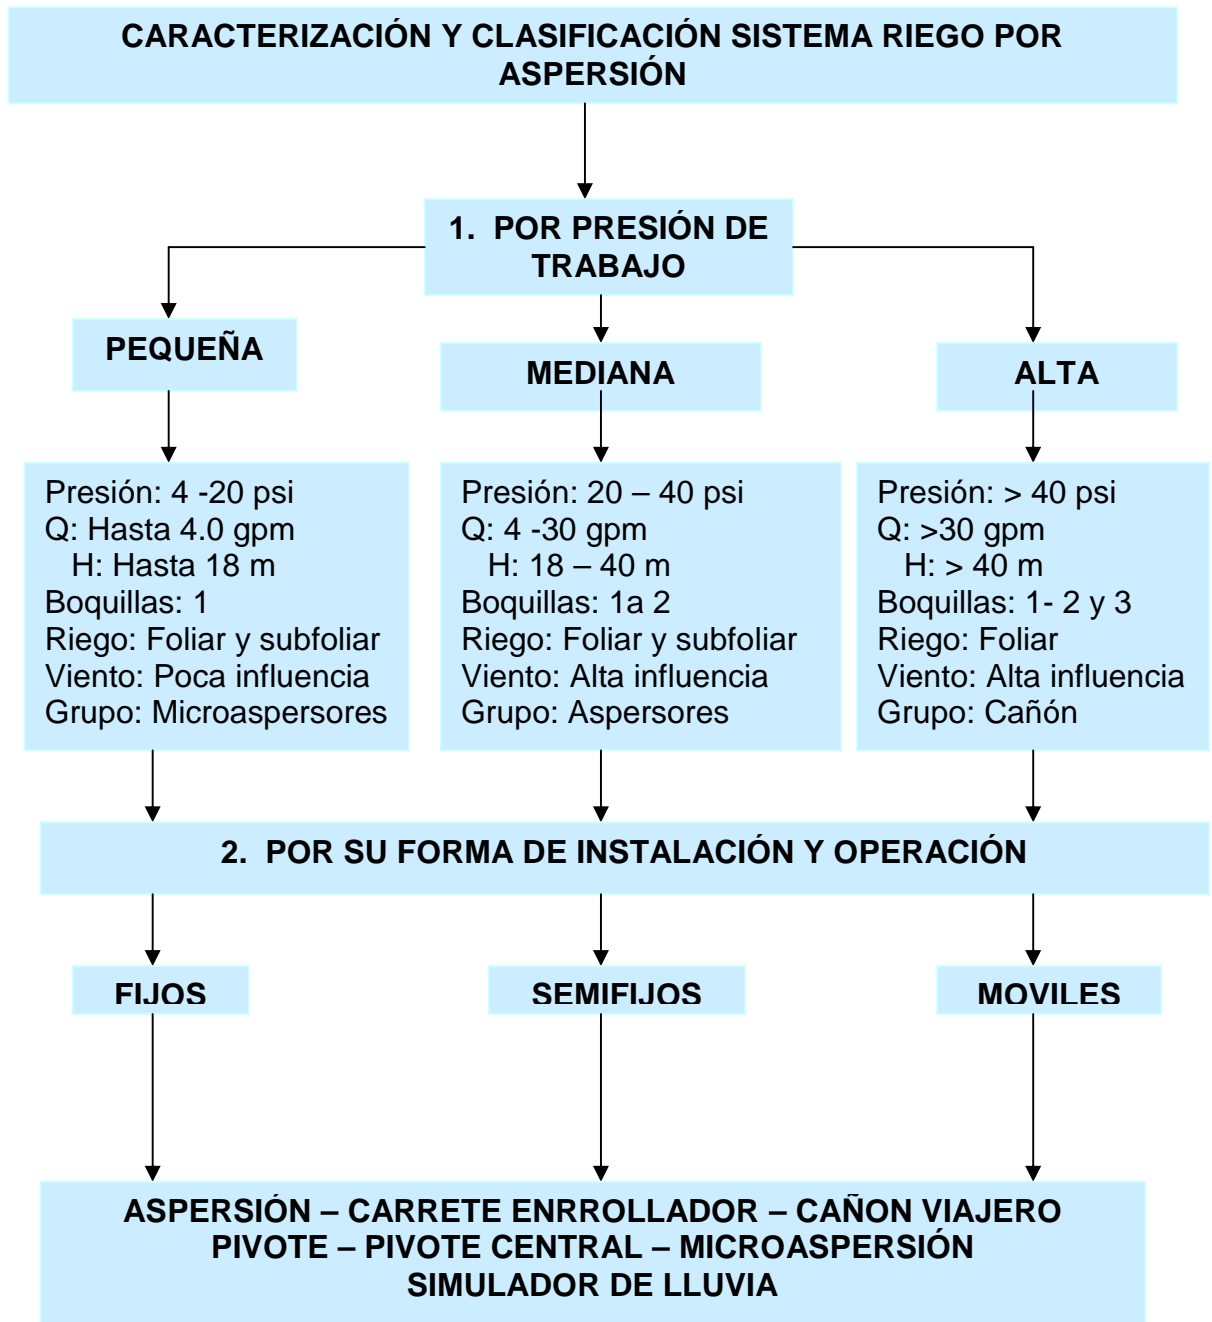 CARACTERIZACIÓN Y CLASIFICACIÓN SISTEMA RIEGO POR
ASPERSIÓN
1. POR PRESIÓN DE
TRABAJO
PEQUEÑA
MEDIANA
ALTA
Presión: 4 -20 psi
Q: Hasta 4.0 gpm
H: Hasta 18 m
Boquillas: 1
Riego: Foliar y subfoliar
Viento: Poca influencia
Grupo: Microaspersores
Presión: 20 – 40 psi
Q: 4 -30 gpm
H: 18 – 40 m
Boquillas: 1a 2
Riego: Foliar y subfoliar
Viento: Alta influencia
Grupo: Aspersores
Presión: > 40 psi
Q: >30 gpm
H: > 40 m
Boquillas: 1- 2 y 3
Riego: Foliar
Viento: Alta influencia
Grupo: Cañón
2. POR SU FORMA DE INSTALACIÓN Y OPERACIÓN
FIJOS
SEMIFIJOS
MOVILES
ASPERSIÓN – CARRETE ENRROLLADOR – CAÑON VIAJERO
PIVOTE – PIVOTE CENTRAL – MICROASPERSIÓN
SIMULADOR DE LLUVIA